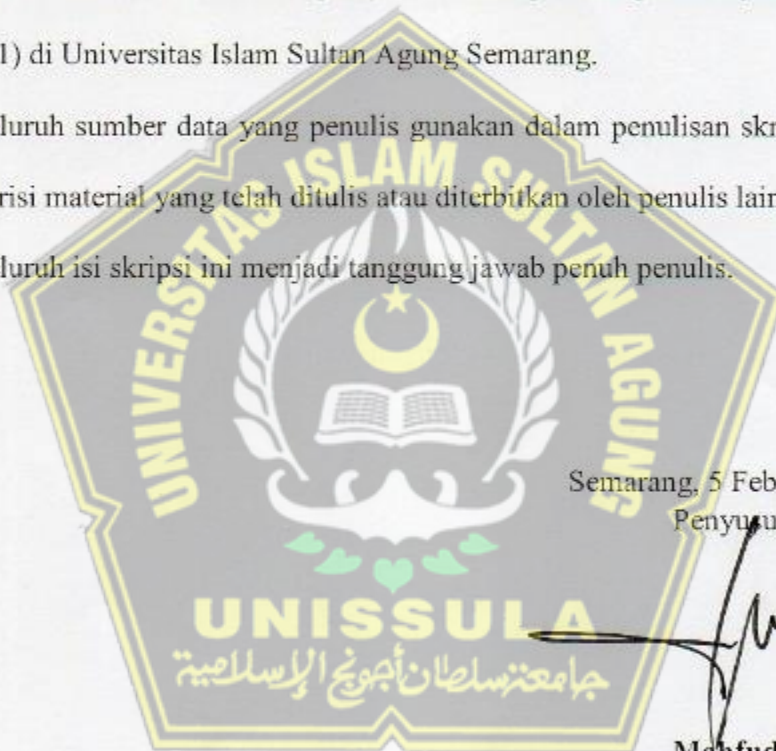 1) di Universitas Islam Sultan Agung Semarang.
luruh sumber data yang penulis gunakan dalam penulisan skr
risi material yang telah ditulis atau diterbitkan oleh penulis lain
luruh isi skripsi ini menjadi tanggung jawab penuh penulis.
UNIVERSITAS ISLAM SULTAN AGUNG
Semarang, 5 Feb
Penyusu
UNISSULA
جامعة سلطان أجونج الإسلامية
Mahfud